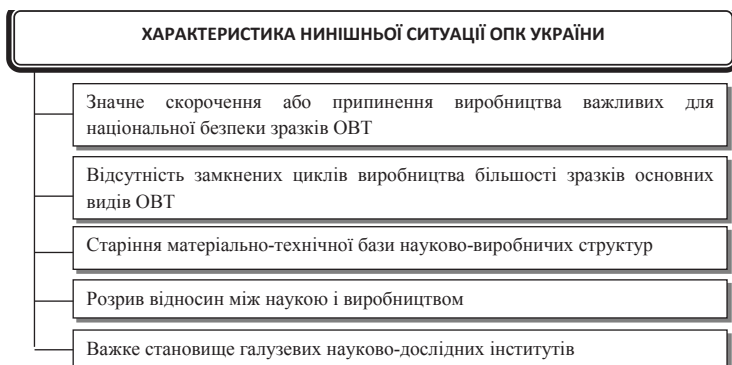 ХАРАКТЕРИСТИКА НИНІШНЬОЇ СИТУАЦІЇ ОПК УКРАЇНИ
Значне скорочення або припинення виробництва важливих для
національної безпеки зразків ОВТ
Відсутність замкнених циклів виробництва більшості зразків основних
видів ОВТ
Старіння матеріально-технічної бази науково-виробничих структур
Розрив відносин між наукою і виробництвом
Важке становище галузевих науково-дослідних інститутів